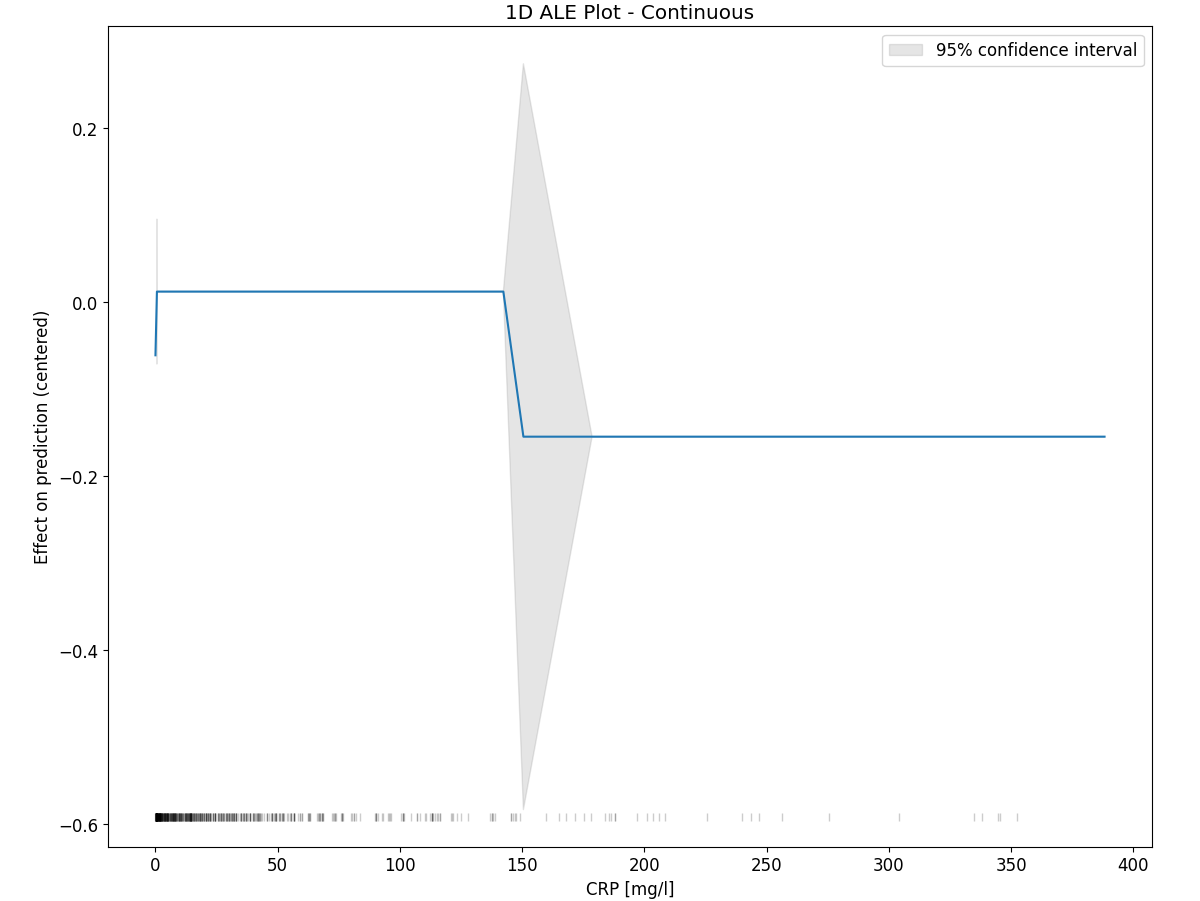 1D ALE Plot - Continuous
95% confidence interval
Effect on prediction (centered)
0.2
0.0
−0.2
−0.4
−0.6
0 50 100 150 200 250 300 350 400
CRP [mg/l]